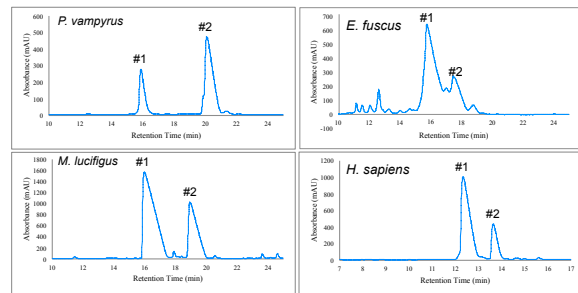 P. vampyrus
#1
#2
Absorbance (mAU)
600
500
400
300
200
100
0
10 12 14 16 18 20 22 24
Retention Time (min)
E. fuscus
#1
#2
Absorbance (mAU)
700
600
500
400
300
200
100
0
-100
10 12 14 16 18 20 22 24
Retention Time (min)
M. lucifigus
#1
#2
Absorbance (mAU)
1800
1600
1400
1200
1000
800
600
400
200
0
10 12 14 16 18 20 22 24
Retention Time (min)
H. sapiens
#1
#2
Absorbance (mAU)
1200
1000
800
600
400
200
0
7 8 9 10 11 12 13 14 15 16 17
Retention Time (min)